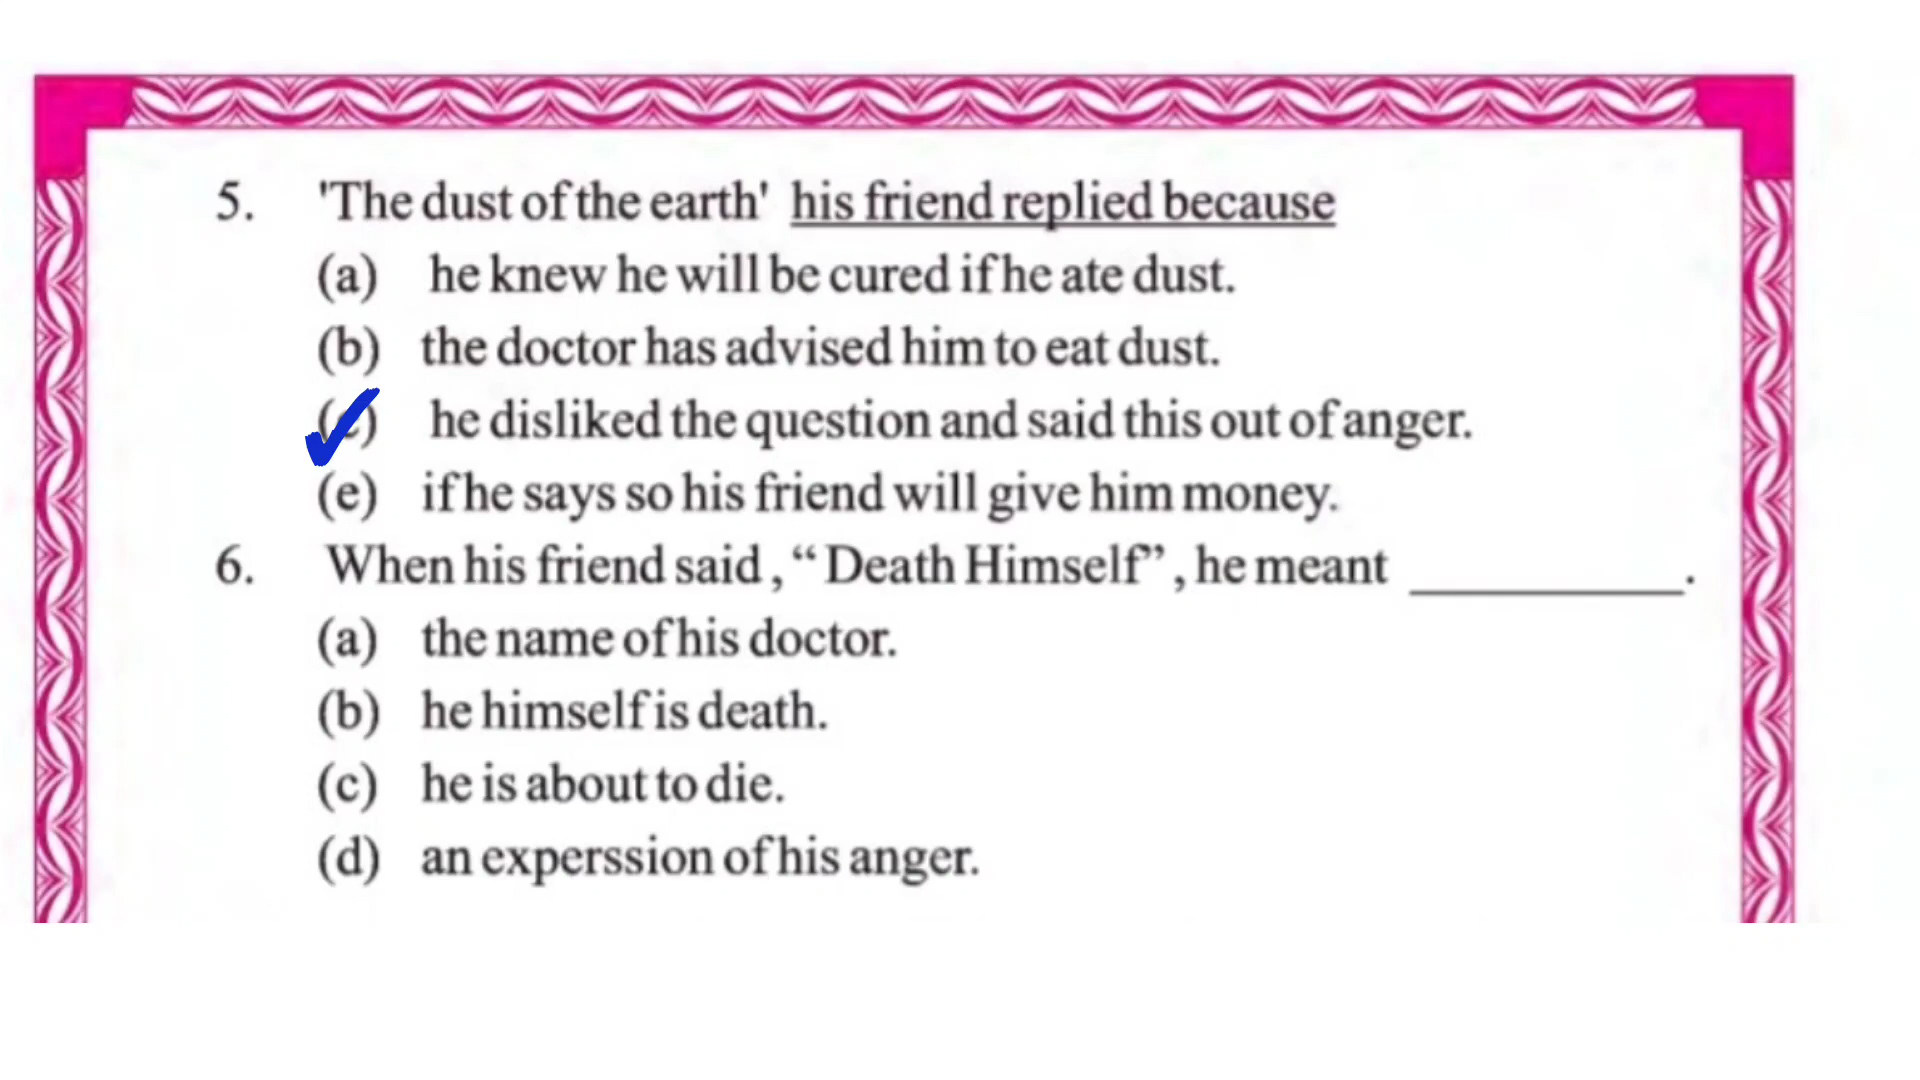 5. 'The dust of the earth' his friend replied because
(a) he knew he will be cured if he ate dust.
(b) the doctor has advised him to eat dust.
(c) he disliked the question and said this out of anger.
(e) if he says so his friend will give him money.
6. When his friend said , “ Death Himself” , he meant __________.
(a) the name of his doctor.
(b) he himself is death.
(c) he is about to die.
(d) an experssion of his anger.